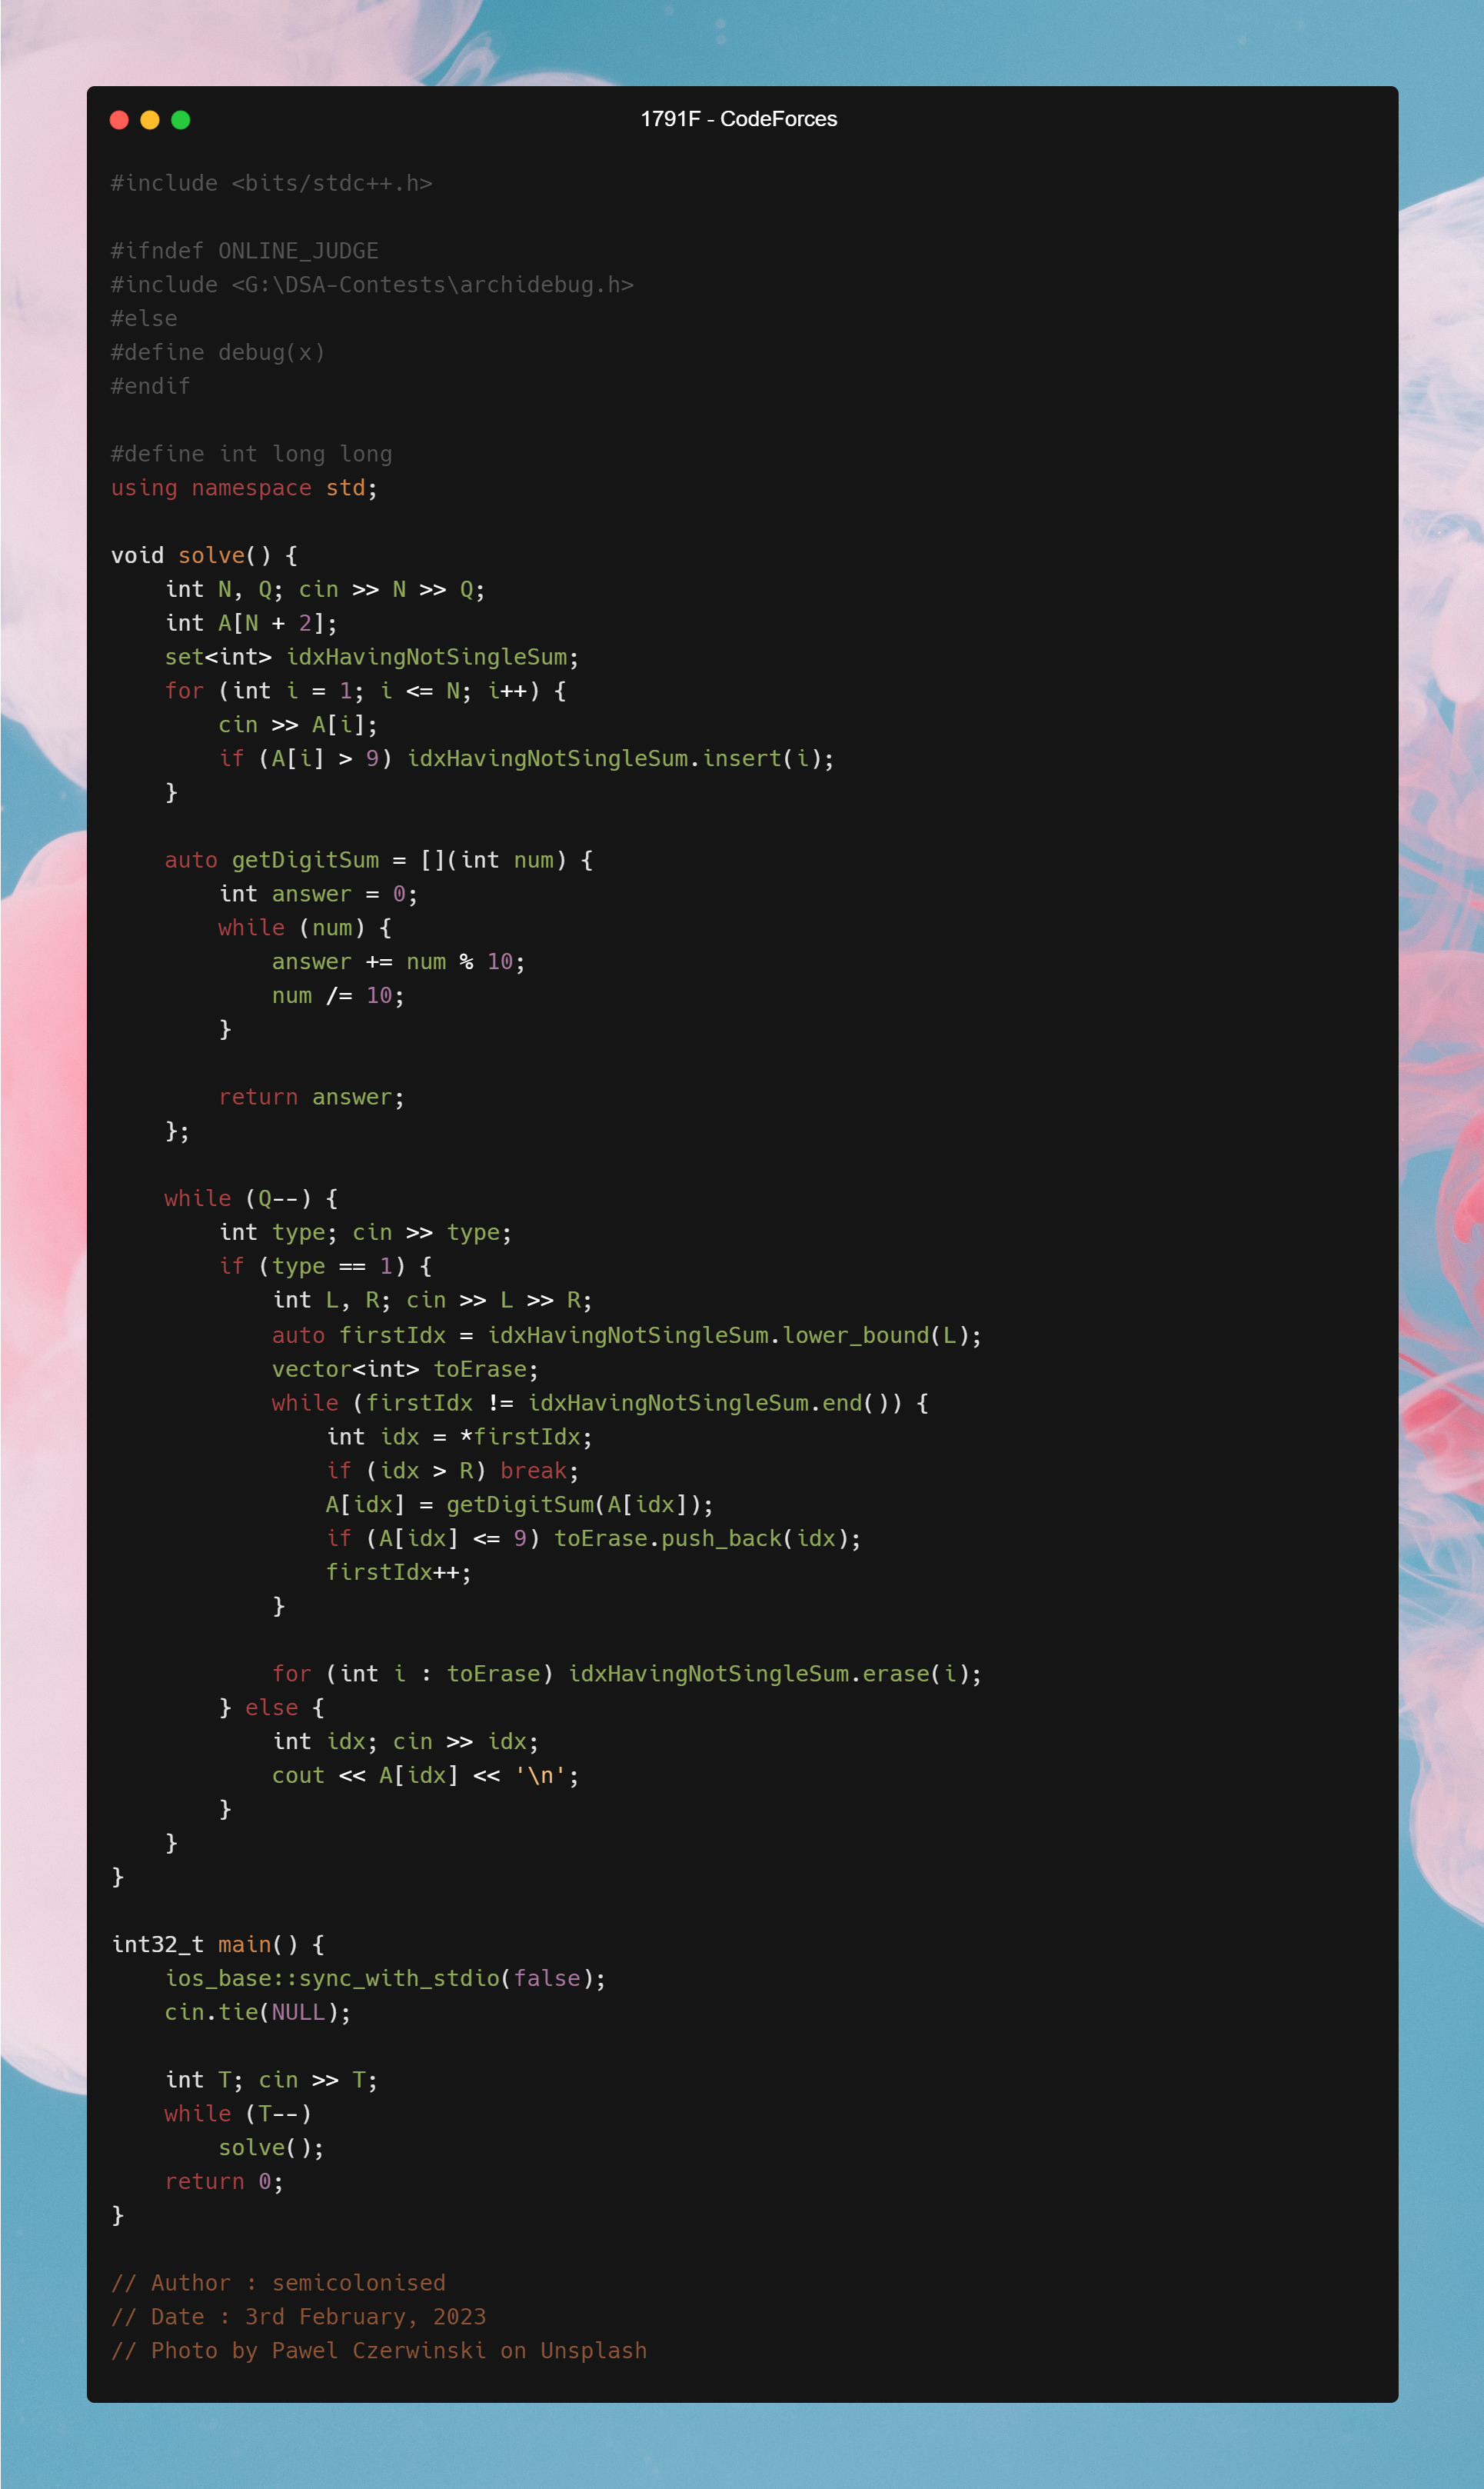 1791F - CodeForces
#include <bits/stdc++.h>
#ifndef ONLINE_JUDGE
#include <G:\DSA-Contests\archidebug.h>
#else
#define debug(x)
#endif
#define int long long
using namespace std;
void solve() {
    int N, Q; cin >> N >> Q;
    int A[N + 2];
    set<int> idxHavingNotSingleSum;
    for (int i = 1; i <= N; i++) {
        cin >> A[i];
        if (A[i] > 9) idxHavingNotSingleSum.insert(i);
    }
    auto getDigitSum = [](int num) {
        int answer = 0;
        while (num) {
            answer += num % 10;
            num /= 10;
        }
        return answer;
    };
    while (Q--) {
        int type; cin >> type;
        if (type == 1) {
            int L, R; cin >> L >> R;
            auto firstIdx = idxHavingNotSingleSum.lower_bound(L);
            vector<int> toErase;
            while (firstIdx != idxHavingNotSingleSum.end()) {
                int idx = *firstIdx;
                if (idx > R) break;
                A[idx] = getDigitSum(A[idx]);
                if (A[idx] <= 9) toErase.push_back(idx);
                firstIdx++;
            }
            for (int i : toErase) idxHavingNotSingleSum.erase(i);
        } else {
            int idx; cin >> idx;
            cout << A[idx] << '\n';
        }
    }
}
int32_t main() {
    ios_base::sync_with_stdio(false);
    cin.tie(NULL);
    int T; cin >> T;
    while (T--)
        solve();
    return 0;
}
// Author : semicolonised
// Date : 3rd February, 2023
// Photo by Pawel Czerwinski on Unsplash